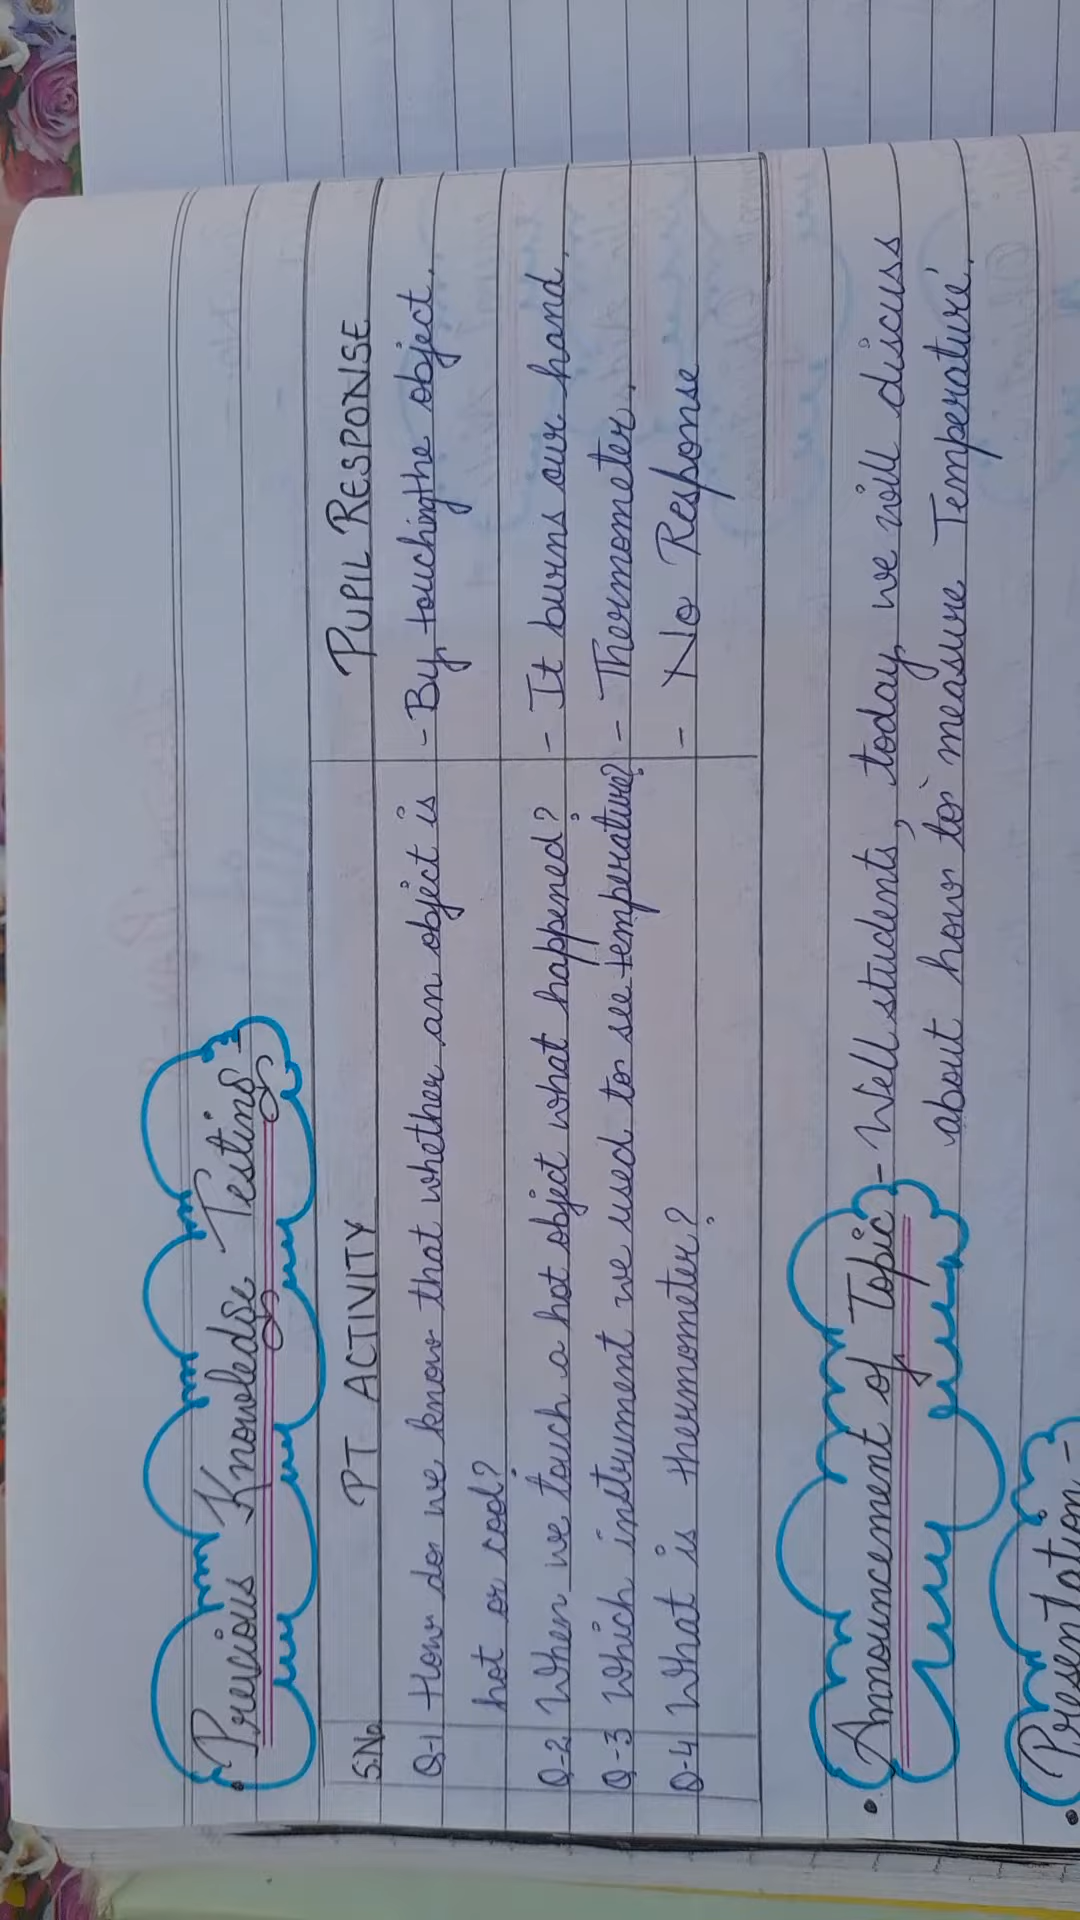 • Previous Knowledge Testing -
S.No. PT ACTIVITY PUPIL RESPONSE
Q-1 How do we know that whether an object is - By touching the object.
hot or cool?
Q-2 When we touch a hot object what happened? - It burns our hand.
Q-3 Which instrument we used to see temperature? - Thermometer.
Q-4 What is thermometer? - No Response
• Announcement of Topic - Well students, today we will discuss
about how to measure Temperature.
• Presentation -